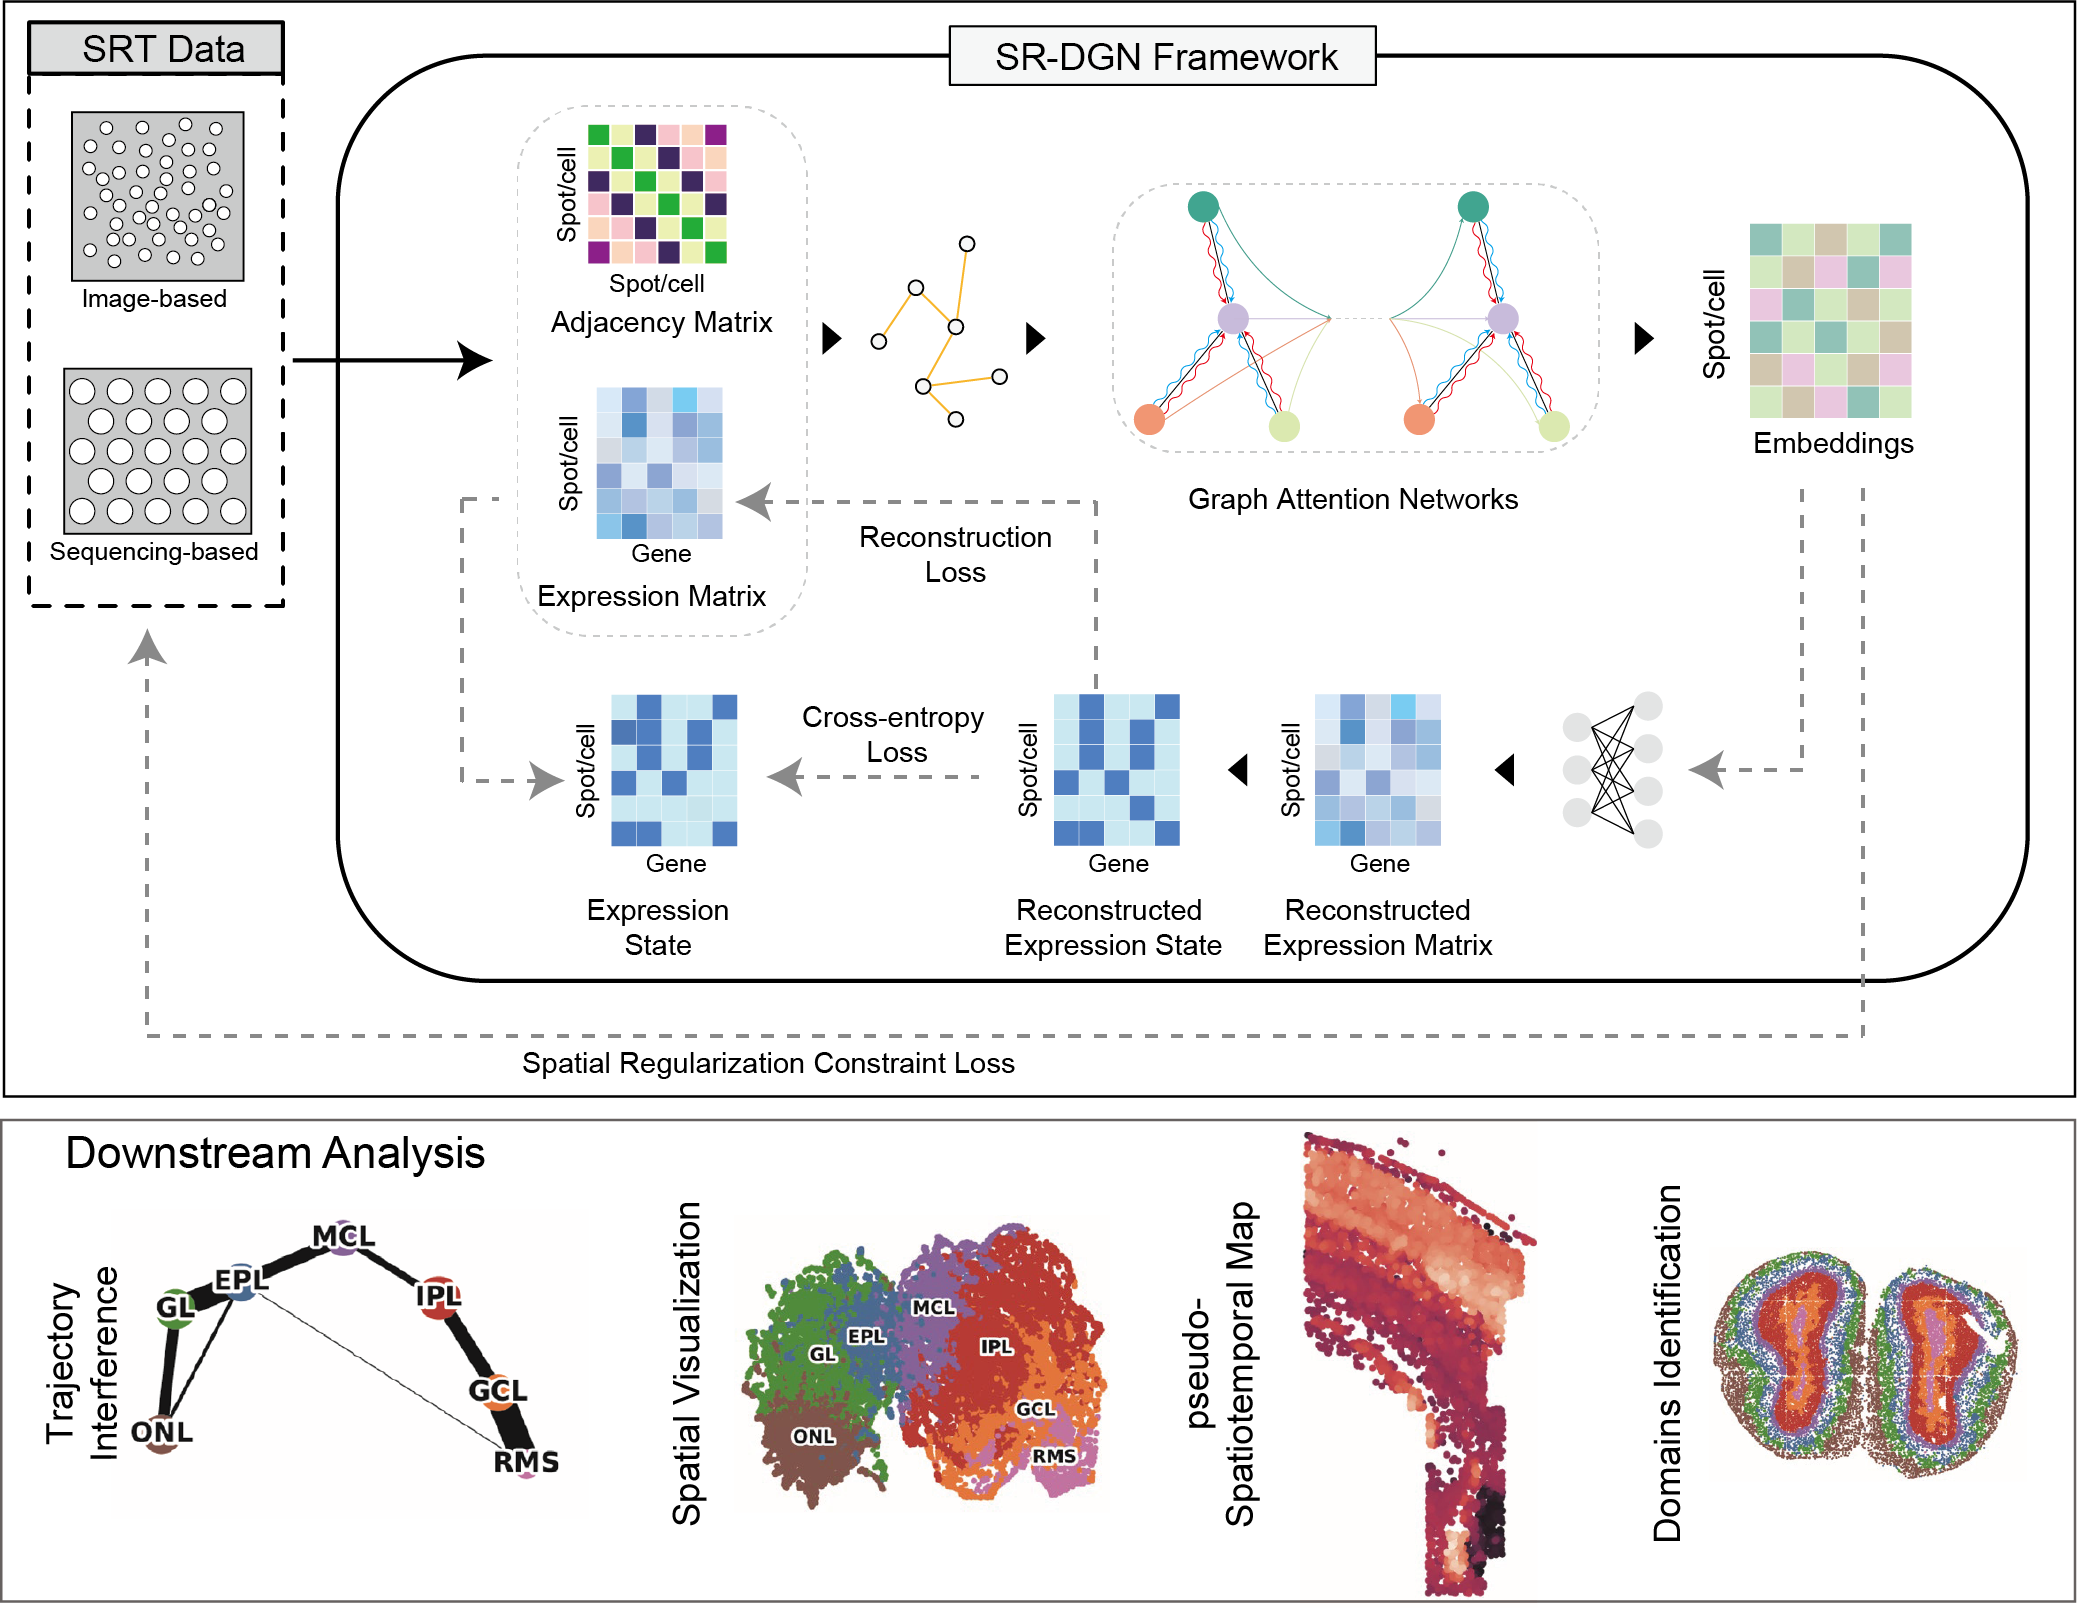 SRT Data
Image-based
Sequencing-based
SR-DGN Framework
Spot/cell
Spot/cell
Adjacency Matrix
Spot/cell
Gene
Expression Matrix
Graph Attention Networks
Spot/cell
Embeddings
Reconstruction
Loss
Cross-entropy
Loss
Spot/cell
Gene
Expression
State
Spot/cell
Gene
Reconstructed
Expression State
Spot/cell
Gene
Reconstructed
Expression Matrix
Spatial Regularization Constraint Loss
Downstream Analysis
Trajectory
Interference
MCL
EPL
GL
IPL
GCL
ONL
RMS
Spatial Visualization
MCL
EPL
GL
IPL
GCL
ONL
RMS
pseudo-
Spatiotemporal Map
Domains Identification